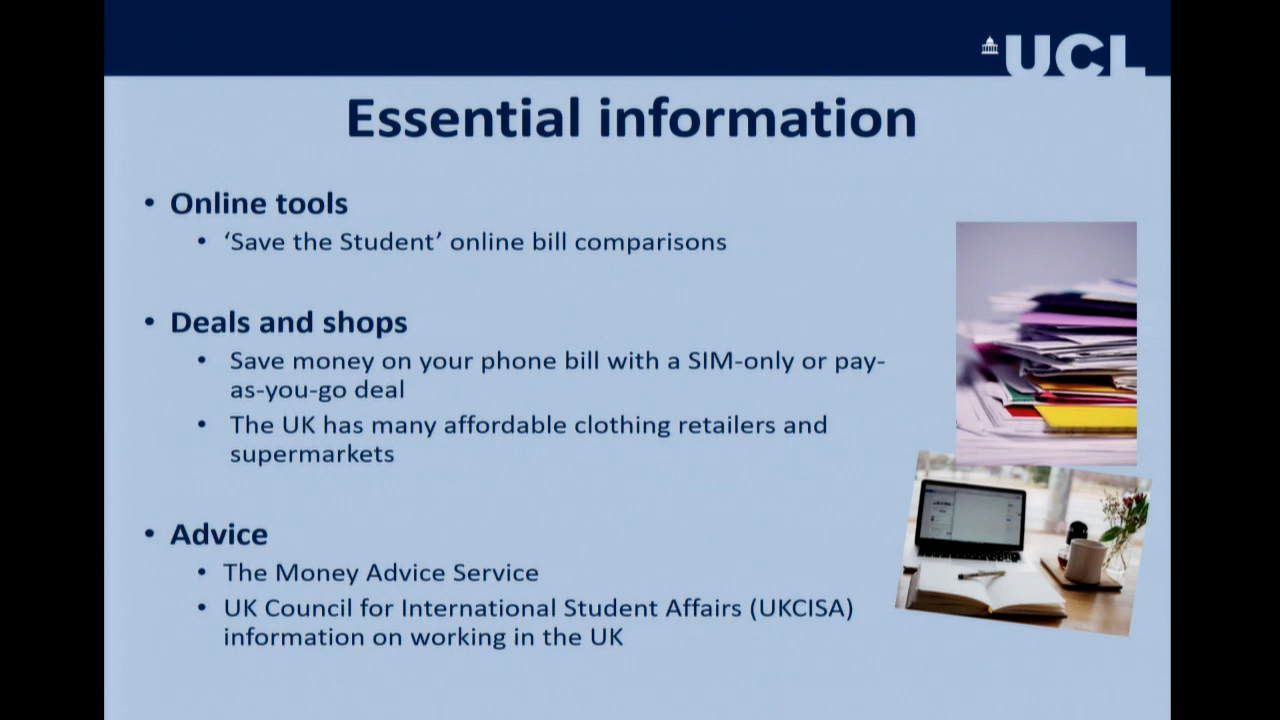 UCL
Essential information
• Online tools
• ‘Save the Student’ online bill comparisons
• Deals and shops
• Save money on your phone bill with a SIM-only or pay-
as-you-go deal
• The UK has many affordable clothing retailers and
supermarkets
• Advice
• The Money Advice Service
• UK Council for International Student Affairs (UKCISA)
information on working in the UK